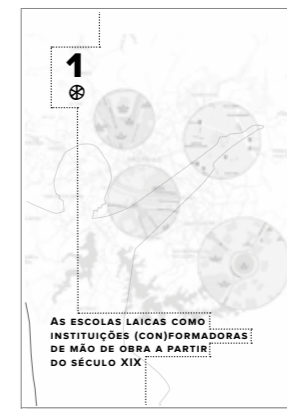 1
AS ESCOLAS LAICAS COMO
INSTITUIÇÕES (CON)FORMADORAS
DE MÃO DE OBRA A PARTIR
DO SÉCULO XIX